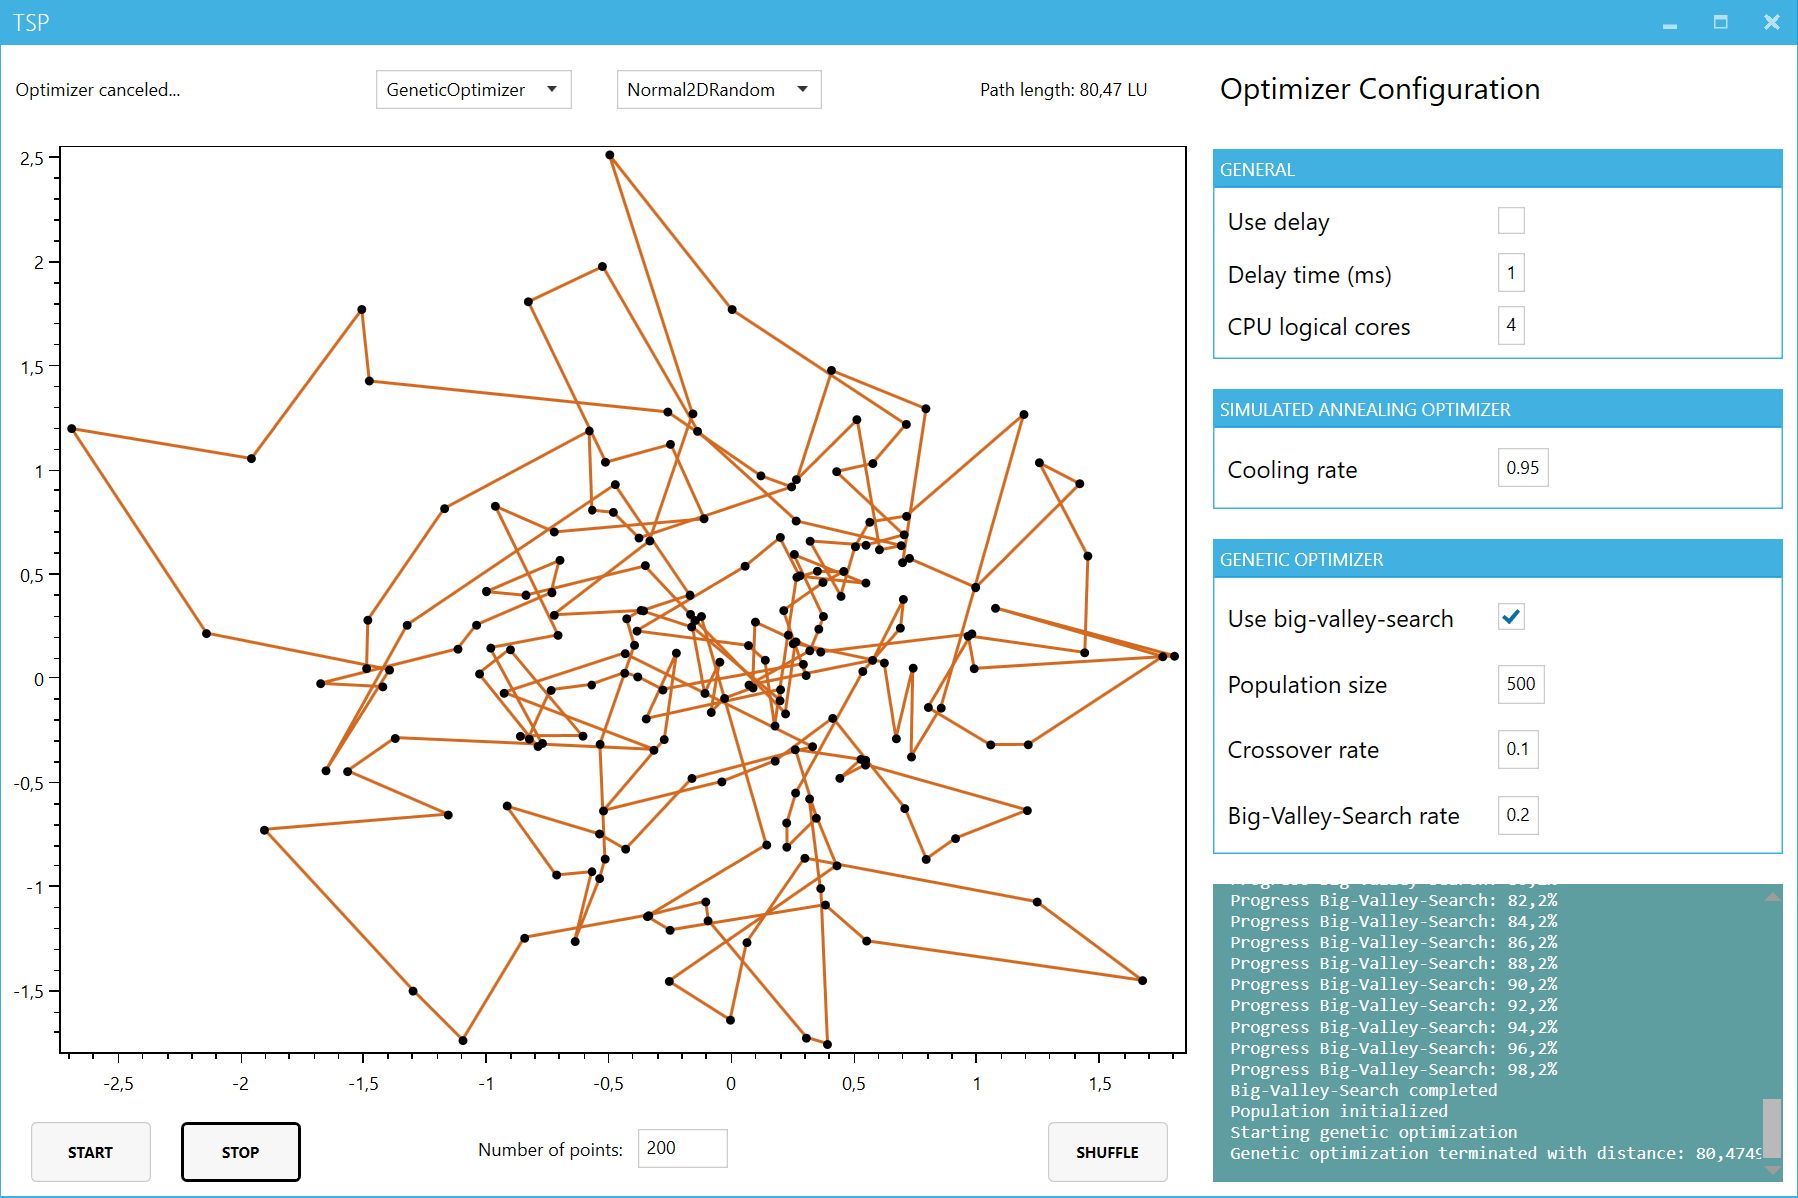 TSP
Optimizer canceled...
GeneticOptimizer
Normal2DRandom
Path length: 80,47 LU
2,5
2
1,5
1
0,5
0
-0,5
-1
-1,5
-2,5
-2
-1,5
-1
-0,5
0
0,5
1
1,5
START
STOP
Number of points:
200
SHUFFLE
Optimizer Configuration
GENERAL
Use delay
Delay time (ms)
1
CPU logical cores
4
SIMULATED ANNEALING OPTIMIZER
Cooling rate
0.95
GENETIC OPTIMIZER
Use big-valley-search
Population size
500
Crossover rate
0.1
Big-Valley-Search rate
0.2
Progress Big-Valley-Search: 82,2%
Progress Big-Valley-Search: 84,2%
Progress Big-Valley-Search: 86,2%
Progress Big-Valley-Search: 88,2%
Progress Big-Valley-Search: 90,2%
Progress Big-Valley-Search: 92,2%
Progress Big-Valley-Search: 94,2%
Progress Big-Valley-Search: 96,2%
Progress Big-Valley-Search: 98,2%
Big-Valley-Search completed
Population initialized
Starting genetic optimization
Genetic optimization terminated with distance: 80,4749